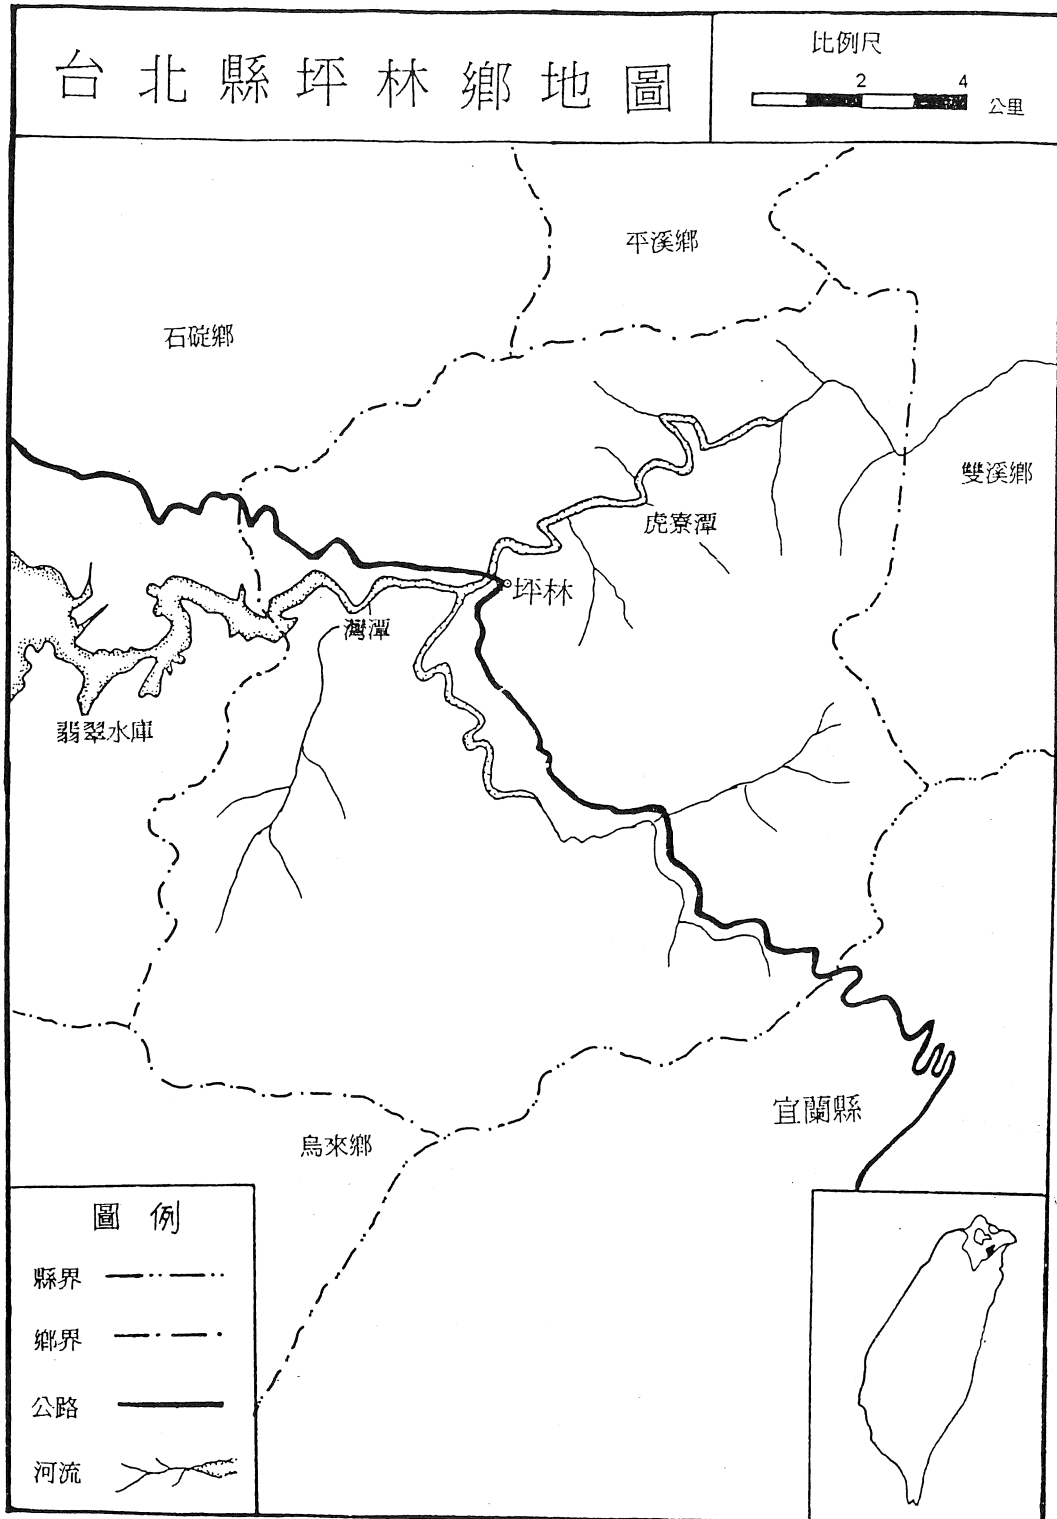 台北縣坪林鄉地圖
比例尺
2 4
公里
平溪鄉
石碇鄉
雙溪鄉
虎寮潭
坪林
灣潭
翡翠水庫
宜蘭縣
烏來鄉
圖例
縣界
鄉界
公路
河流